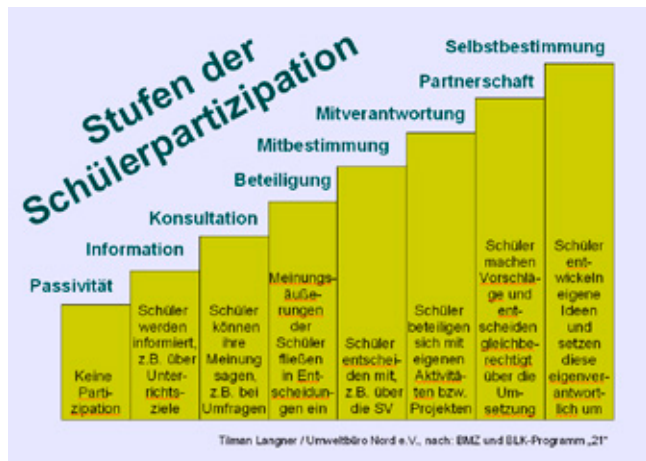 Stufen der
Schülerpartizipation
Passivität
Information
Konsultation
Beteiligung
Mitbestimmung
Mitverantwortung
Partnerschaft
Selbstbestimmung
Keine
Parti-
zipation
Schüler
werden
informiert,
z.B. über
Unter-
richts-
ziele
Schüler
können
ihre
Meinung
sagen,
z.B. bei
Umfragen
Meinungs-
äuße-
rungen
der
Schüler
fließen
in Ent-
scheidun-
gen ein
Schüler
entschei-
den mit,
z.B. über
die SV
Schüler
beteiligen
sich mit
eigenen
Aktivitä-
ten bzw.
Projekten
Schüler
machen
Vorschlä-
ge und
ent-
scheiden
gleichbe-
rechtigt
über die
Um-
setzung
Schüler
ent-
wickeln
eigene
Ideen
und
setzen
diese
eigenver-
antwort-
lich um
Tilman Langner / Umweltbüro Nord e.V., nach: BMZ und BLK-Programm „21"